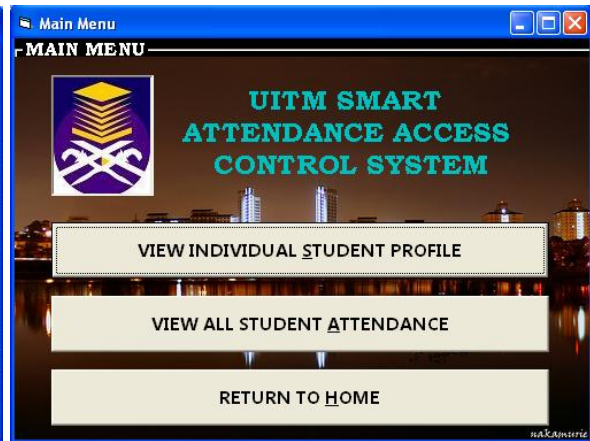 Main Menu
MAIN MENU
UITM SMART
ATTENDANCE ACCESS
CONTROL SYSTEM
VIEW INDIVIDUAL STUDENT PROFILE
VIEW ALL STUDENT ATTENDANCE
RETURN TO HOME
nakamurie